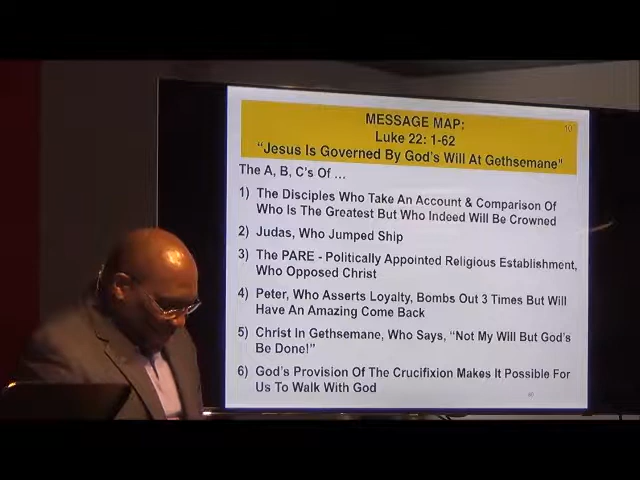 MESSAGE MAP:
10
Luke 22: 1-62
"Jesus Is Governed By God's Will At Gethsemane"
The A, B, C's Of ...
1) The Disciples Who Take An Account & Comparison Of
Who Is The Greatest But Who Indeed Will Be Crowned
2) Judas, Who Jumped Ship
3) The PARE - Politically Appointed Religious Establishment,
Who Opposed Christ
4) Peter, Who Asserts Loyalty, Bombs Out 3 Times But Will
Have An Amazing Come Back
5) Christ In Gethsemane, Who Says, "Not My Will But God's
Be Done!"
6) God's Provision Of The Crucifixion Makes It Possible For
Us To Walk With God